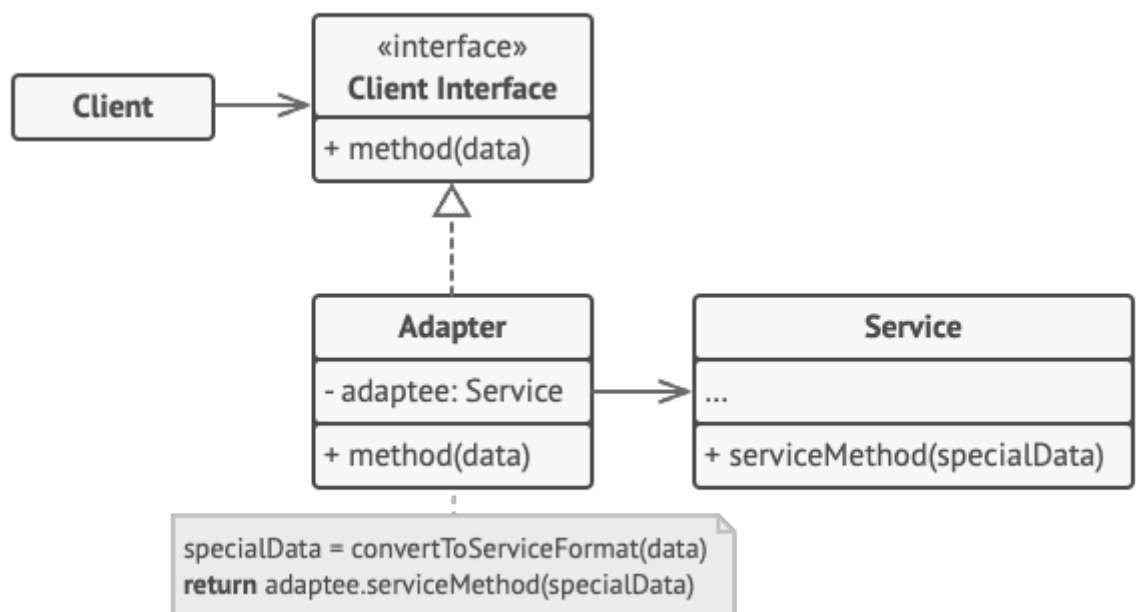 Client
«interface»
Client Interface
+ method(data)
Adapter
- adaptee: Service
+ method(data)
Service
...
+ serviceMethod(specialData)
specialData = convertToServiceFormat(data)
return adaptee.serviceMethod(specialData)